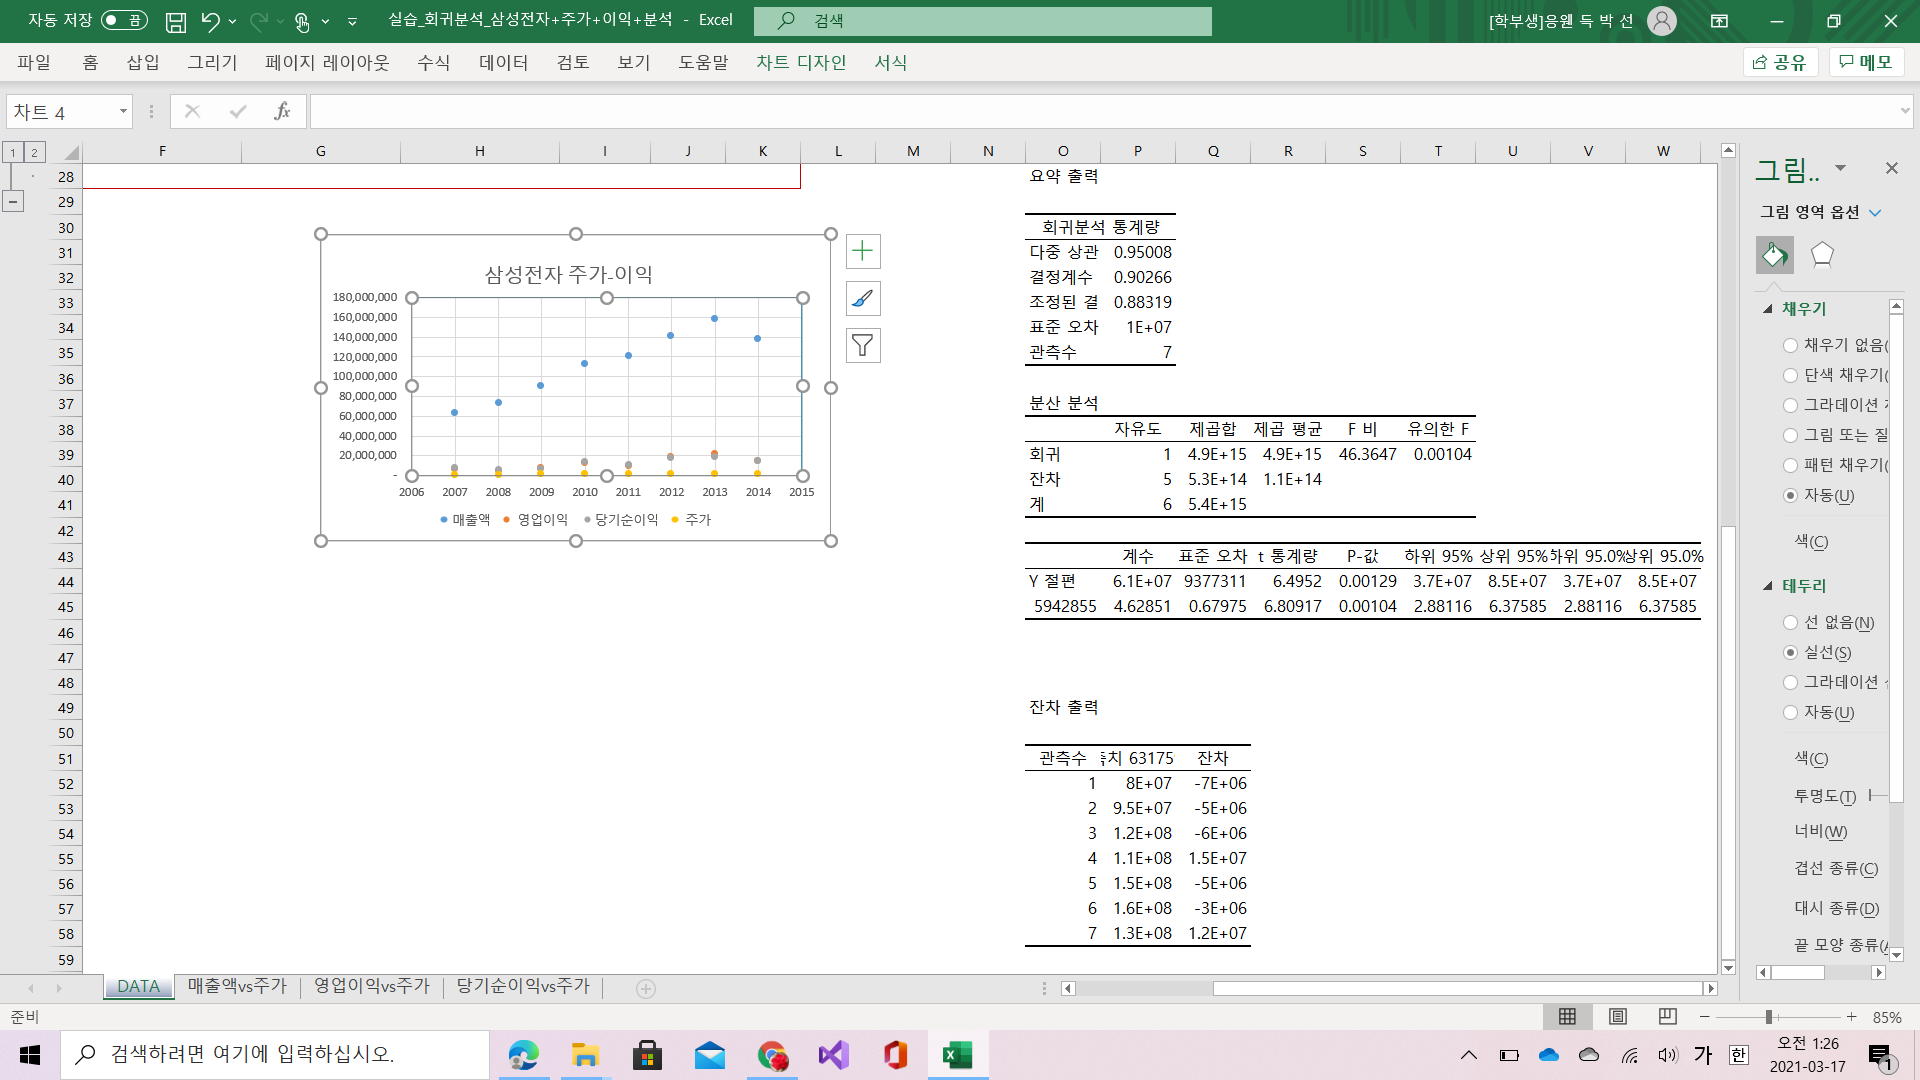 자동 저장 끔 실습_회귀분석_삼성전자+주가+이익+분석 - Excel 검색 [학부생]응웬 득 박 선
파일 홈 삽입 그리기 페이지 레이아웃 수식 데이터 검토 보기 도움말 차트 디자인 서식 공유 메모
차트 4 fx
1 2 F G H I J K L M N O P Q R S T U V W
28 요약 출력
29
30 회귀분석 통계량
31 다중 상관 0.95008
32 결정계수 0.90266
33 조정된 결 0.88319
34 표준 오차 1E+07
35 관측수 7
36
37 분산 분석
38 자유도 제곱합 제곱 평균 F 비 유의한 F
39 회귀 1 4.9E+15 4.9E+15 46.3647 0.00104
40 잔차 5 5.3E+14 1.1E+14
41 계 6 5.4E+15
42
43 계수 표준 오차 t 통계량 P-값 하위 95% 상위 95% 하위 95.0% 상위 95.0%
44 Y 절편 6.1E+07 9377311 6.4952 0.00129 3.7E+07 8.5E+07 3.7E+07 8.5E+07
45 5942855 4.62851 0.67975 6.80917 0.00104 2.88116 6.37585 2.88116 6.37585
46
47
48
49 잔차 출력
50
51 관측수 측치 63175 잔차
52 1 8E+07 -7E+06
53 2 9.5E+07 -5E+06
54 3 1.2E+08 -6E+06
55 4 1.1E+08 1.5E+07
56 5 1.5E+08 -5E+06
57 6 1.6E+08 -3E+06
58 7 1.3E+08 1.2E+07
59
삼성전자 주가-이익
180,000,000
160,000,000
140,000,000
120,000,000
100,000,000
80,000,000
60,000,000
40,000,000
20,000,000
-
2006 2007 2008 2009 2010 2011 2012 2013 2014 2015
매출액 영업이익 당기순이익 주가
그림..
그림 영역 옵션
채우기
채우기 없음(
단색 채우기(
그라데이션
그림 또는 질
패턴 채우기(
자동(U)
색(C)
테두리
선 없음(N)
실선(S)
그라데이션
자동(U)
색(C)
투명도(T)
너비(W)
겹선 종류(C)
대시 종류(D)
끝 모양 종류(
DATA 매출액vs주가 영업이익vs주가 당기순이익vs주가
준비 85%
검색하려면 여기에 입력하십시오. 가 한 오전 1:26
2021-03-17 1